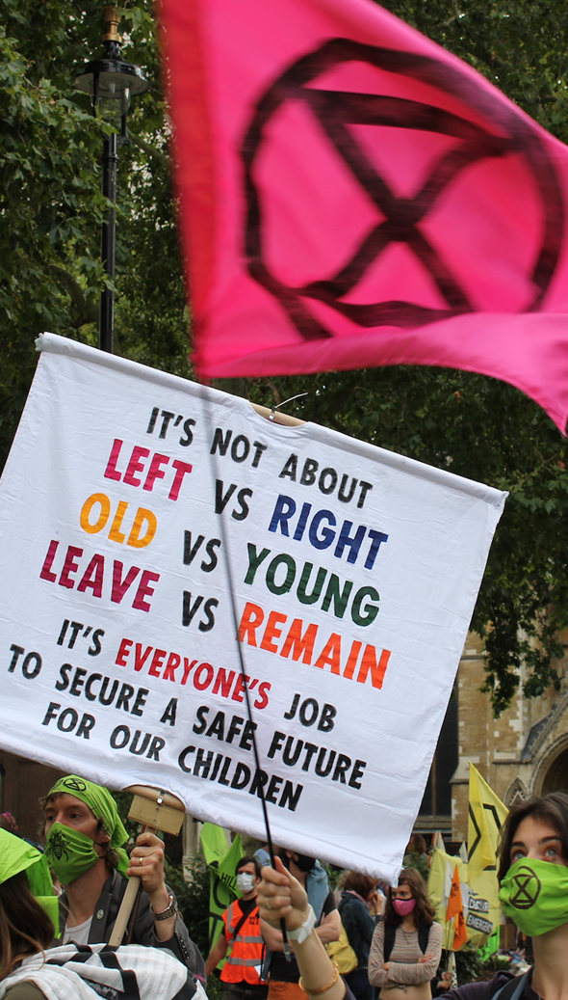 IT'S NOT ABOUT
LEFT VS RIGHT
OLD VS YOUNG
LEAVE VS REMAIN
IT'S EVERYONE'S JOB
TO SECURE A SAFE FUTURE
FOR OUR CHILDREN